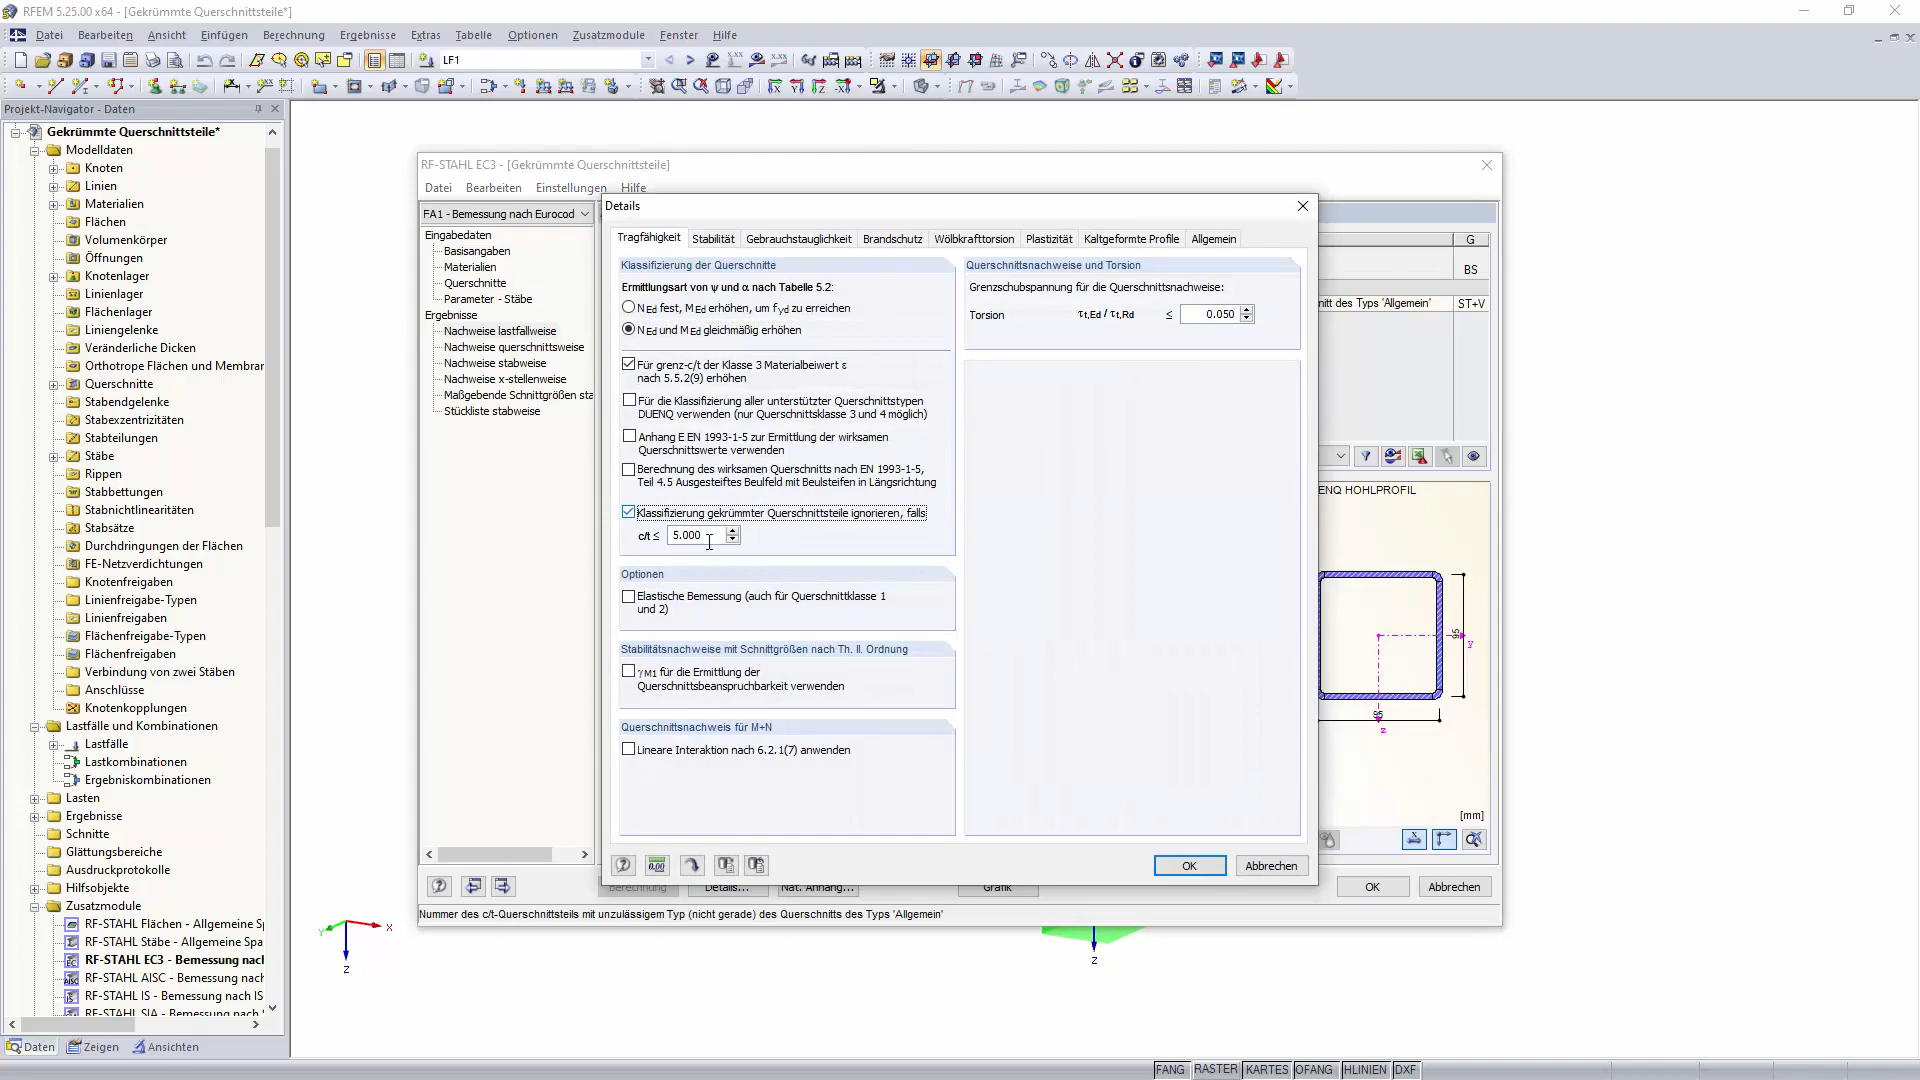 RFEM 5.25.00 x64 - [Gekrümmte Querschnittsteile*]
Datei Bearbeiten Ansicht Einfügen Berechnung Ergebnisse Extras Tabelle Optionen Zusatzmodule Fenster Hilfe
LF1
Projekt-Navigator - Daten
Gekrümmte Querschnittsteile*
Modelldaten
Knoten
Linien
Materialien
Flächen
Volumenkörper
Öffnungen
Knotenlager
Linienlager
Flächenlager
Liniengelenke
Veränderliche Dicken
Orthotrope Flächen und Membrar
Querschnitte
Stabendgelenke
Stabexzentrizitäten
Stabteilungen
Stäbe
Rippen
Stabbettungen
Stabnichtlinearitäten
Stabsätze
Durchdringungen der Flächen
FE-Netzverdichtungen
Knotenfreigaben
Linienfreigabe-Typen
Linienfreigaben
Flächenfreigabe-Typen
Flächenfreigaben
Verbindung von zwei Stäben
Anschlüsse
Knotenkopplungen
Lastfälle und Kombinationen
Lastfälle
Lastkombinationen
Ergebniskombinationen
Lasten
Ergebnisse
Schnitte
Glättungsbereiche
Ausdruckprotokolle
Hilfsobjekte
Zusatzmodule
RF-STAHL Flächen - Allgemeine Sp
RF-STAHL Stäbe - Allgemeine Spa
RF-STAHL EC3 - Bemessung nach
RF-STAHL AISC - Bemessung nach
RF-STAHL IS - Bemessung nach IS
RF-STAHL SIA - Bemessung nach
Daten Zeigen Ansichten
RF-STAHL EC3 - [Gekrümmte Querschnittsteile]
Datei Bearbeiten Einstellungen Hilfe
FA1 - Bemessung nach Eurocod
Eingabedaten
Basisangaben
Materialien
Querschnitte
Parameter - Stäbe
Ergebnisse
Nachweise lastfallweise
Nachweise querschnittsweise
Nachweise stabweise
Nachweise x-stellenweise
Maßgebende Schnittgrößen sta
Stückliste stabweise
Details
Tragfähigkeit Stabilität Gebrauchstauglichkeit Brandschutz Wölbkrafttorsion Plastizität Kaltgeformte Profile Allgemein
Klassifizierung der Querschnitte
Ermittlungsart von ψ und α nach Tabelle 5.2:
NEd fest, MEd erhöhen, um fyd zu erreichen
NEd und MEd gleichmäßig erhöhen
Für grenz-c/t der Klasse 3 Materialbeiwert ε
nach 5.5.2(9) erhöhen
Für die Klassifizierung aller unterstützter Querschnittstypen
DUENQ verwenden (nur Querschnittsklasse 3 und 4 möglich)
Anhang E EN 1993-1-5 zur Ermittlung der wirksamen
Querschnittswerte verwenden
Berechnung des wirksamen Querschnitts nach EN 1993-1-5,
Teil 4.5 Ausgesteiftes Beulfeld mit Beulsteifen in Längsrichtung
Klassifizierung gekrümmter Querschnittsteile ignorieren, falls
c/t ≤ 5.000
Optionen
Elastische Bemessung (auch für Querschnittklasse 1
und 2)
Stabilitätsnachweise mit Schnittgrößen nach Th. II. Ordnung
γM1 für die Ermittlung der
Querschnittsbeanspruchbarkeit verwenden
Querschnittsnachweis für M+N
Lineare Interaktion nach 6.2.1(7) anwenden
Querschnittsnachweise und Torsion
Grenzschubspannung für die Querschnittsnachweise:
Torsion τt,Ed / τt,Rd ≤ 0.050
OK Abbrechen
G
BS
nitt des Typs 'Allgemein' ST+V
ENQ HOHLPROFIL
95
y
95
z
[mm]
Berechnung Details... Nat. Anhang... Grafik OK Abbrechen
Nummer des c/t-Querschnittsteils mit unzulässigem Typ (nicht gerade) des Querschnitts des Typs 'Allgemein'
Y X
Z
Z
FANG RASTER KARTES OFANG HLINIEN DXF